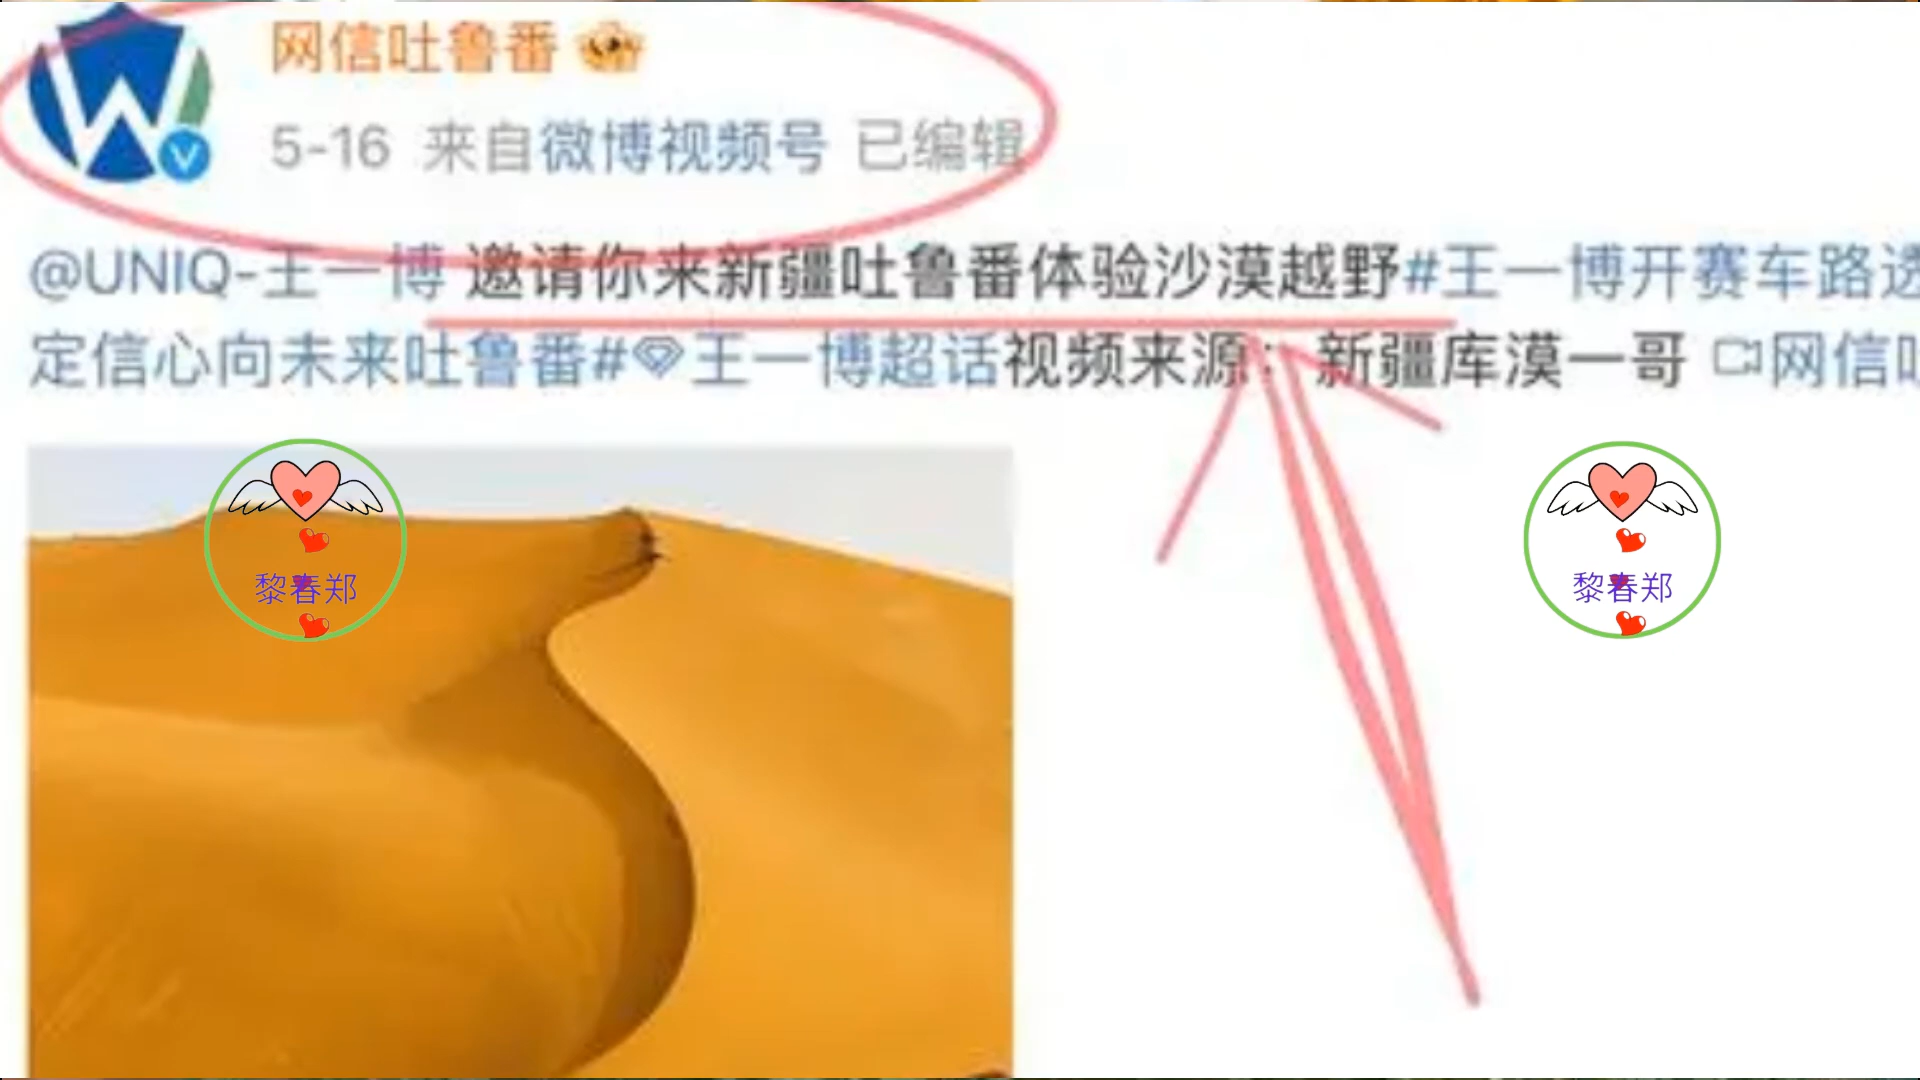 网信吐鲁番
5-16 来自微博视频号 已编辑
@UNIQ-王一博 邀请你来新疆吐鲁番体验沙漠越野#王一博开赛车路透
定信心向未来吐鲁番#王一博超话视频来源：新疆库漠一哥 网信吐
黎春郑
黎春郑